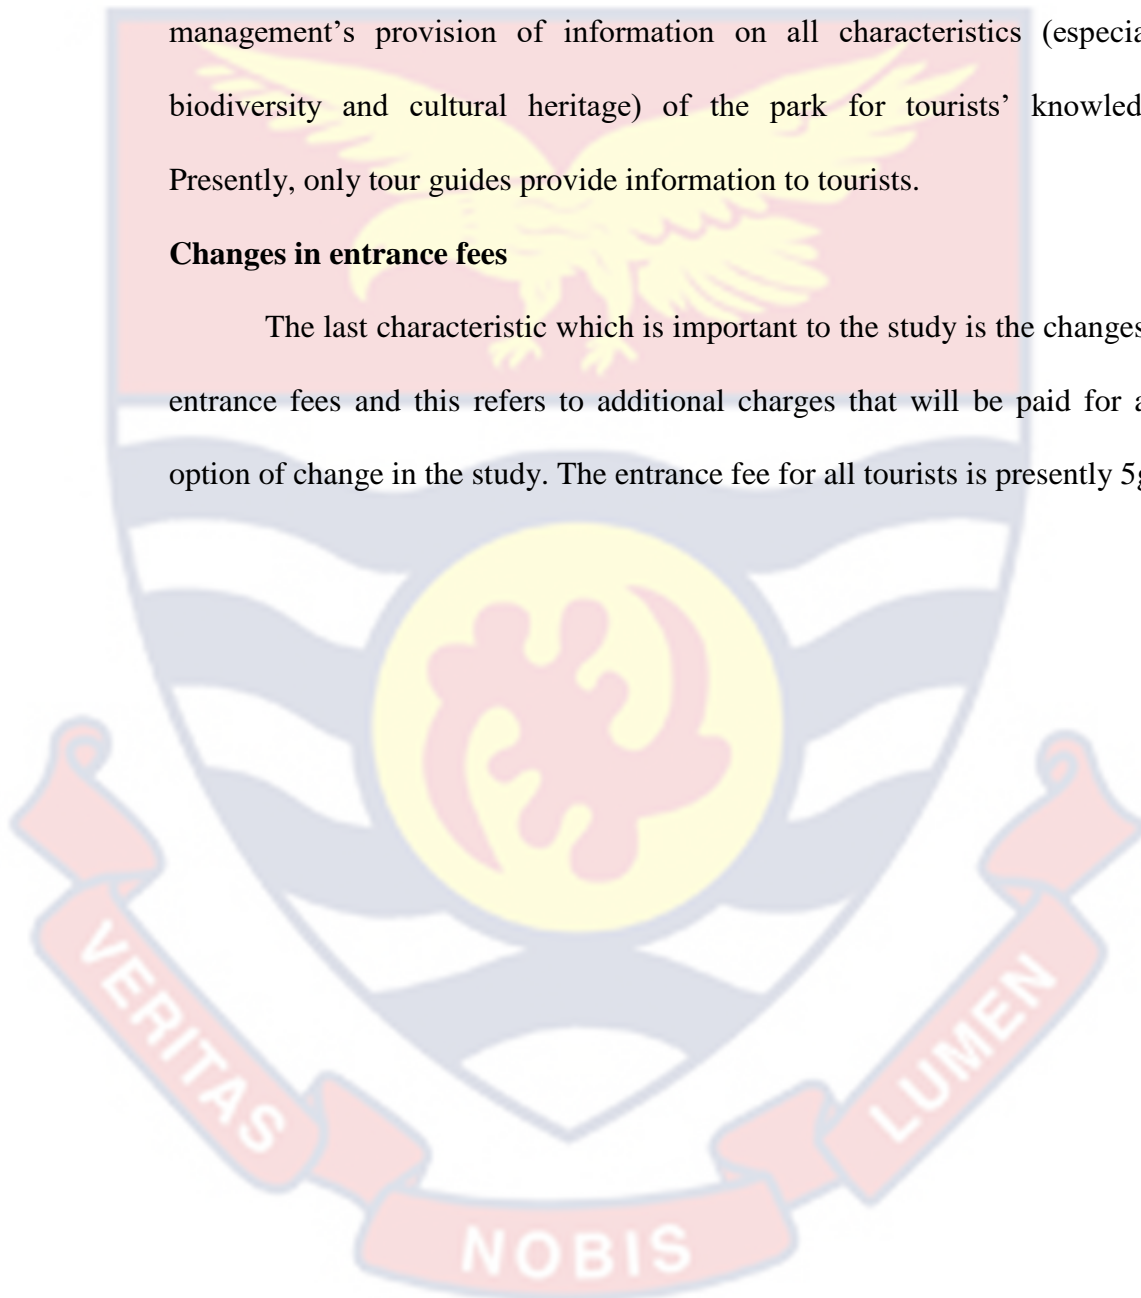 management’s provision of information on all characteristics (especia
biodiversity and cultural heritage) of the park for tourists’ knowled
Presently, only tour guides provide information to tourists.
Changes in entrance fees
The last characteristic which is important to the study is the changes
entrance fees and this refers to additional charges that will be paid for a
option of change in the study. The entrance fee for all tourists is presently 5g
VERITAS
NOBIS
LUMEN